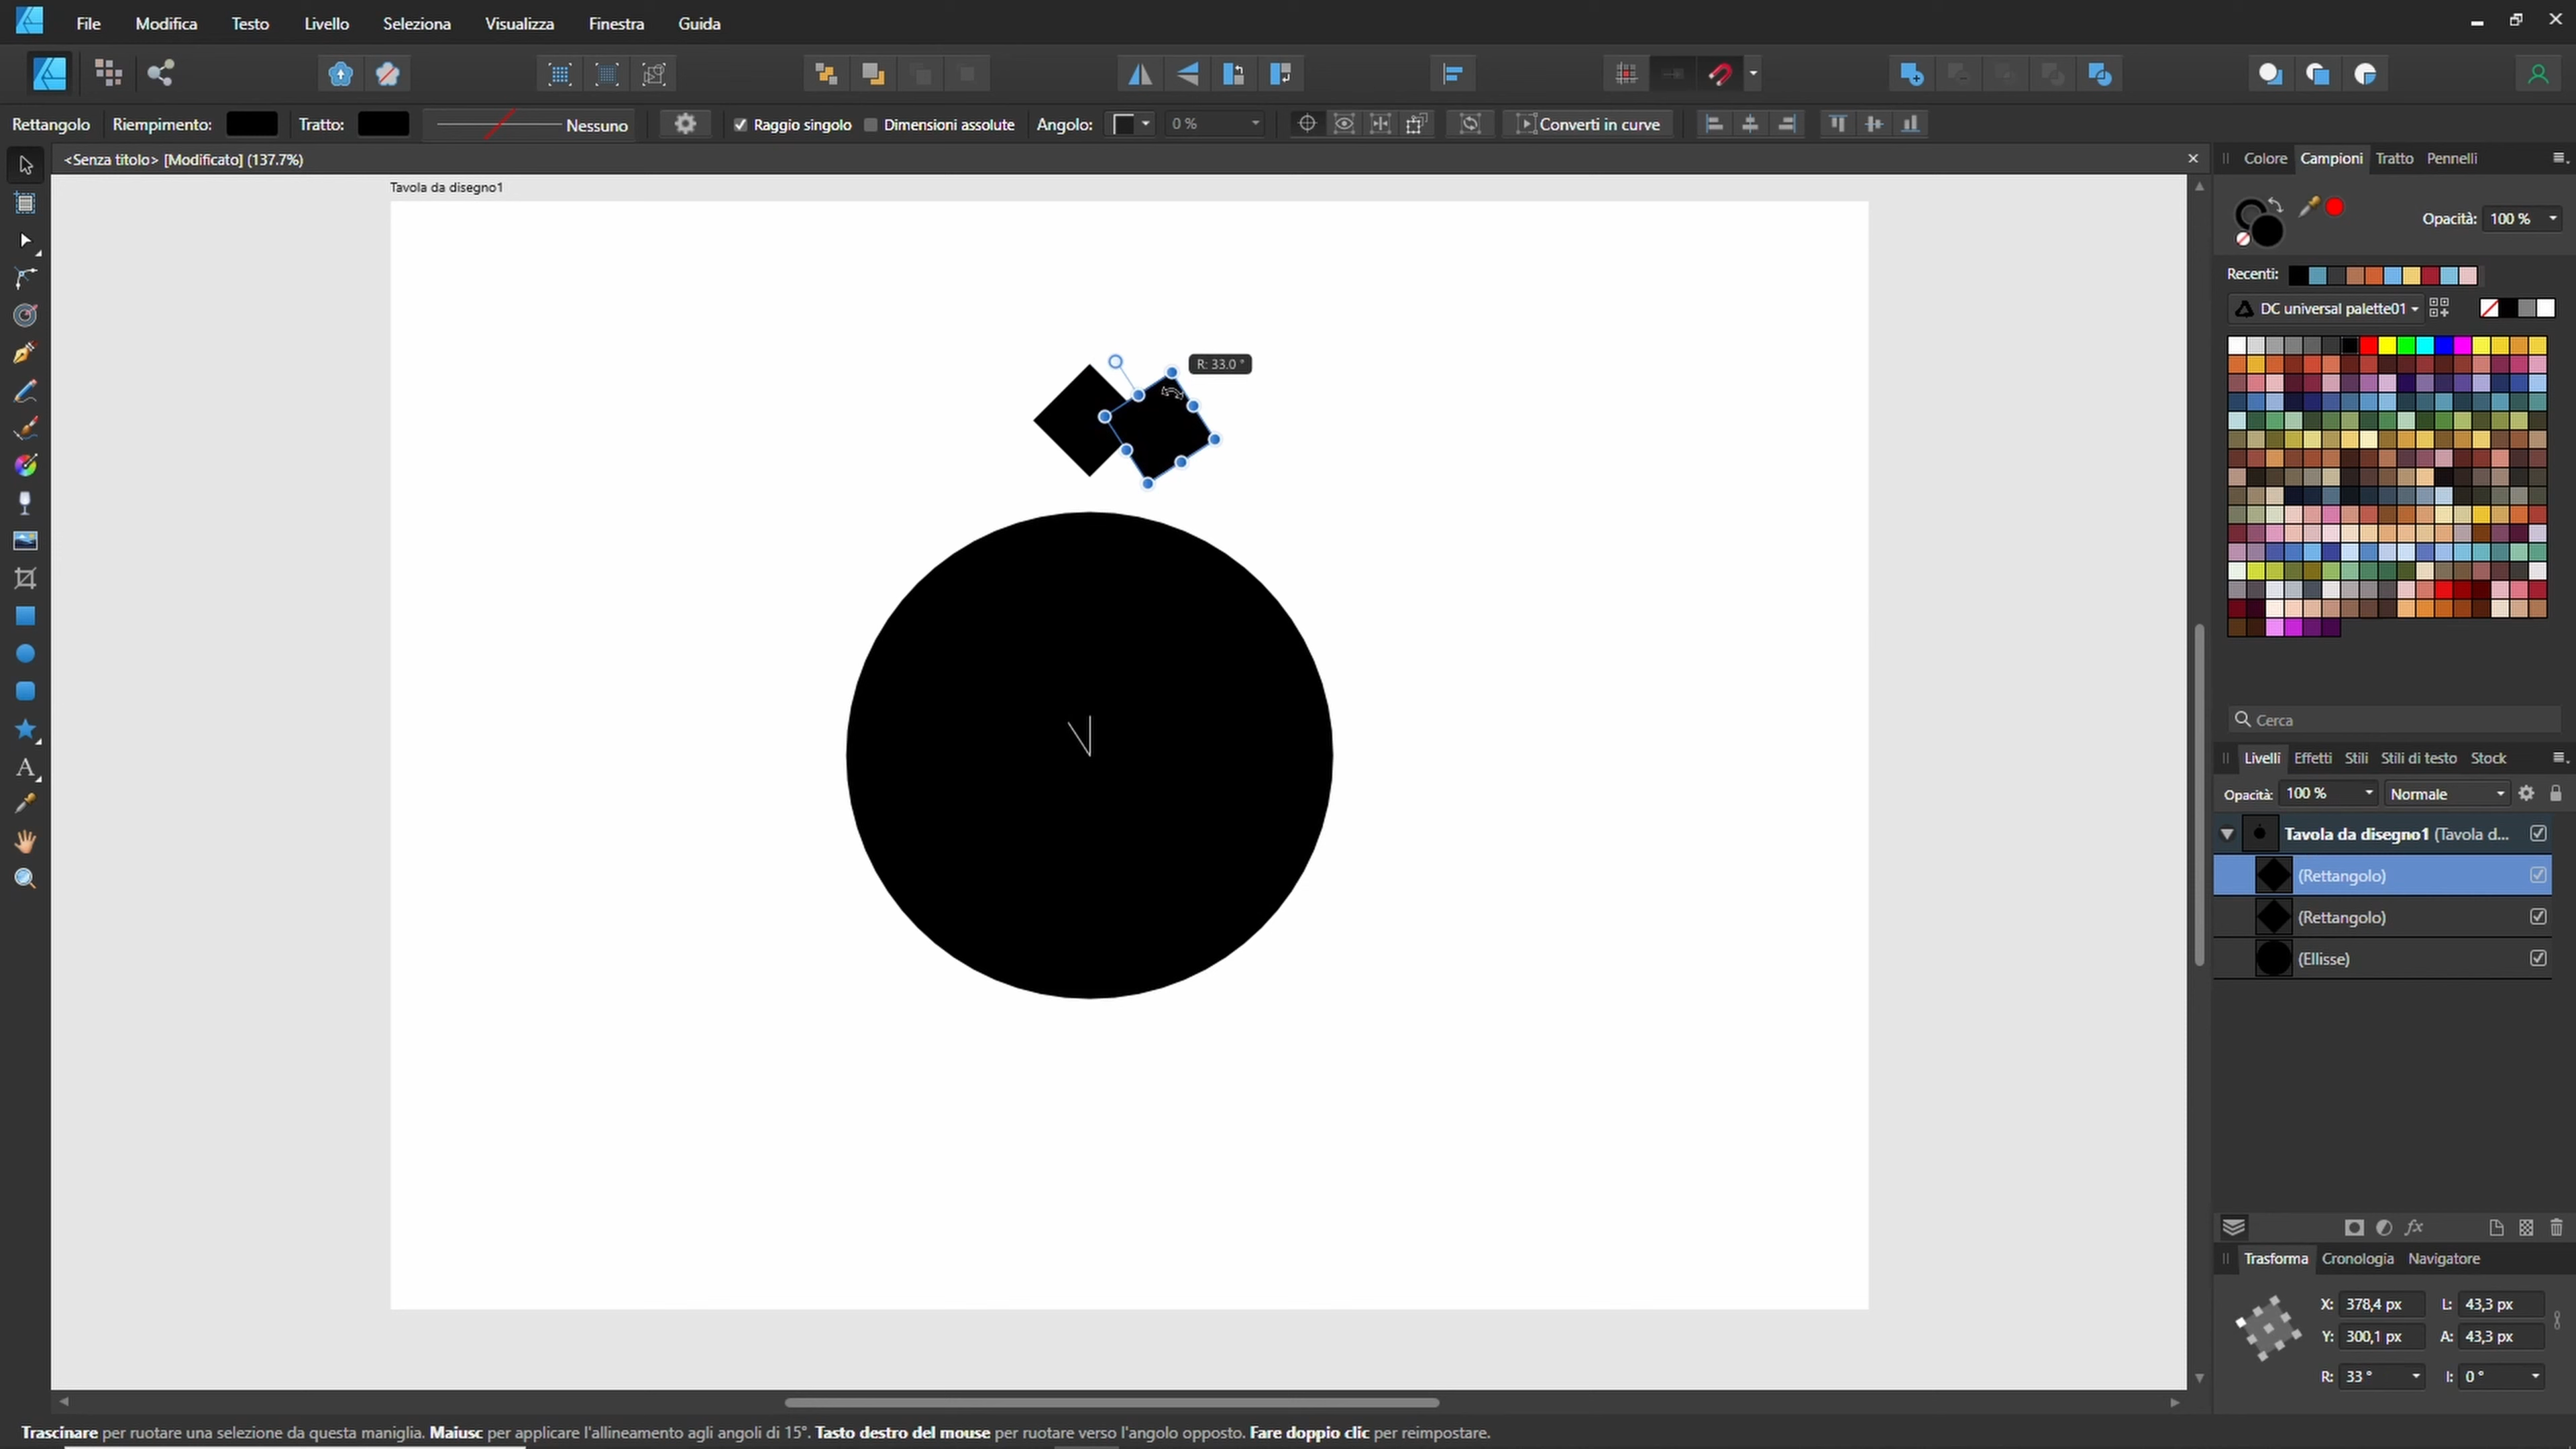 File Modifica Testo Livello Seleziona Visualizza Finestra Guida
Rettangolo Riempimento: Tratto: Nessuno Raggio singolo Dimensioni assolute Angolo: 0 % Converti in curve
<Senza titolo> [Modificato] (137.7%)
Colore Campioni Tratto Pennelli
Tavola da disegno1
Opacità: 100 %
Recenti:
DC universal palette01
R: 33.0 °
Cerca
Livelli Effetti Stili Stili di testo Stock
Opacità: 100 % Normale
Tavola da disegno1 (Tavola d...
(Rettangolo)
(Rettangolo)
(Ellisse)
fx
Trasforma Cronologia Navigatore
X: 378,4 px L: 43,3 px
Y: 300,1 px A: 43,3 px
R: 33 ° I: 0 °
Trascinare per ruotare una selezione da questa maniglia. Maiusc per applicare l'allineamento agli angoli di 15°. Tasto destro del mouse per ruotare verso l'angolo opposto. Fare doppio clic per reimpostare.